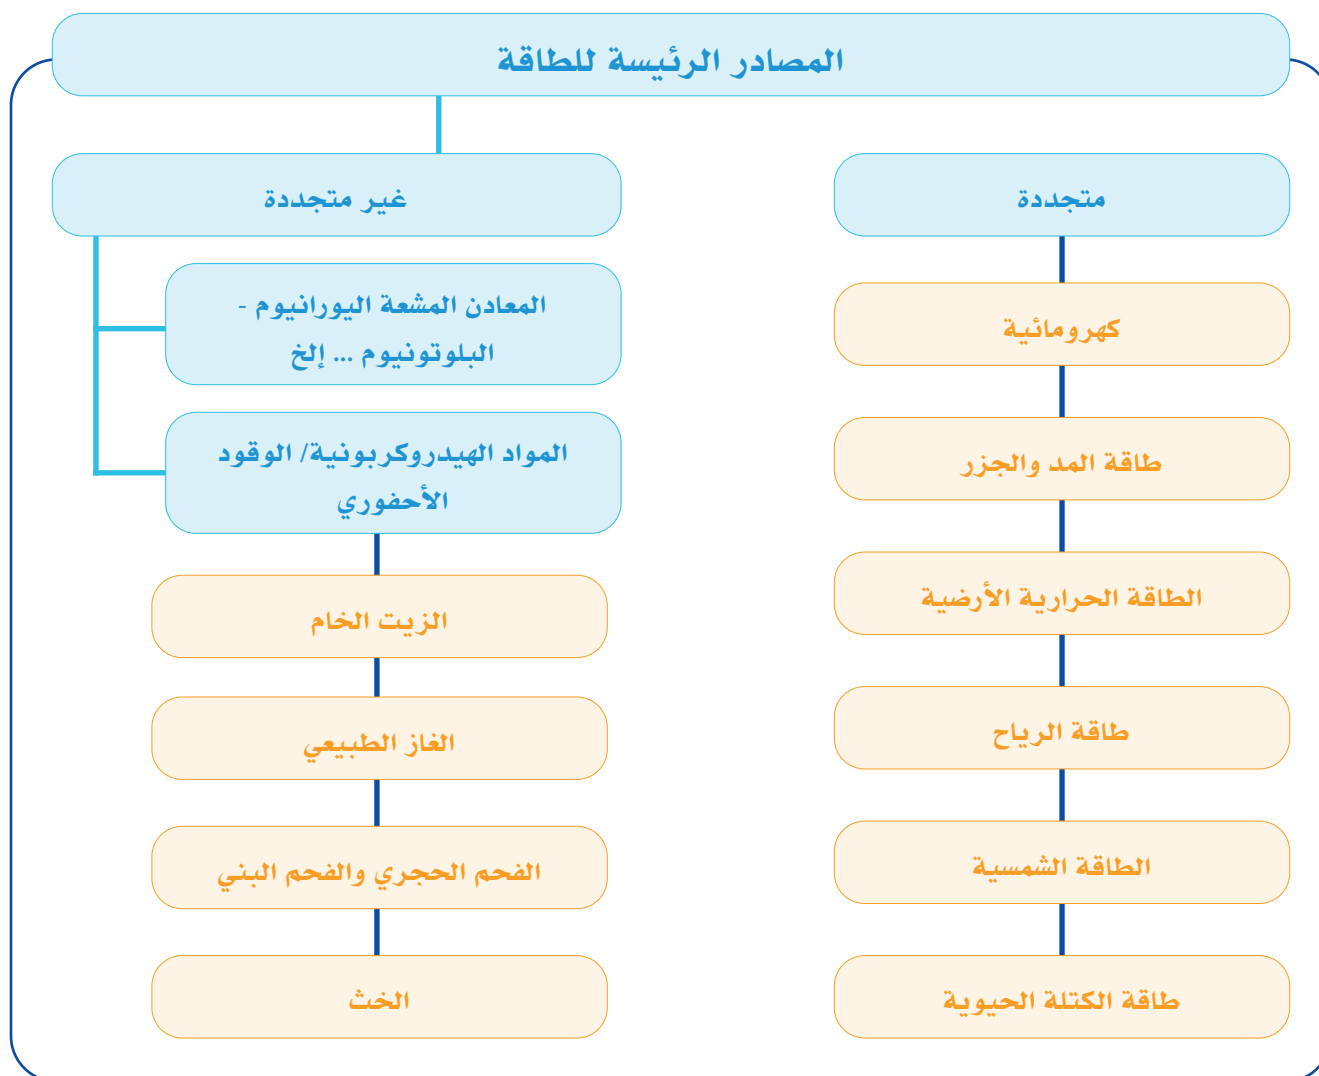 المصادر الرئيسة للطاقة
متجددة
كهرومائية
طاقة المد والجزر
الطاقة الحرارية الأرضية
طاقة الرياح
الطاقة الشمسية
طاقة الكتلة الحيوية
غير متجددة
المعادن المشعة اليورانيوم -
البلوتونيوم ... إلخ
المواد الهيدروكربونية/ الوقود
الأحفوري
الزيت الخام
الغاز الطبيعي
الفحم الحجري والفحم البني
الخث